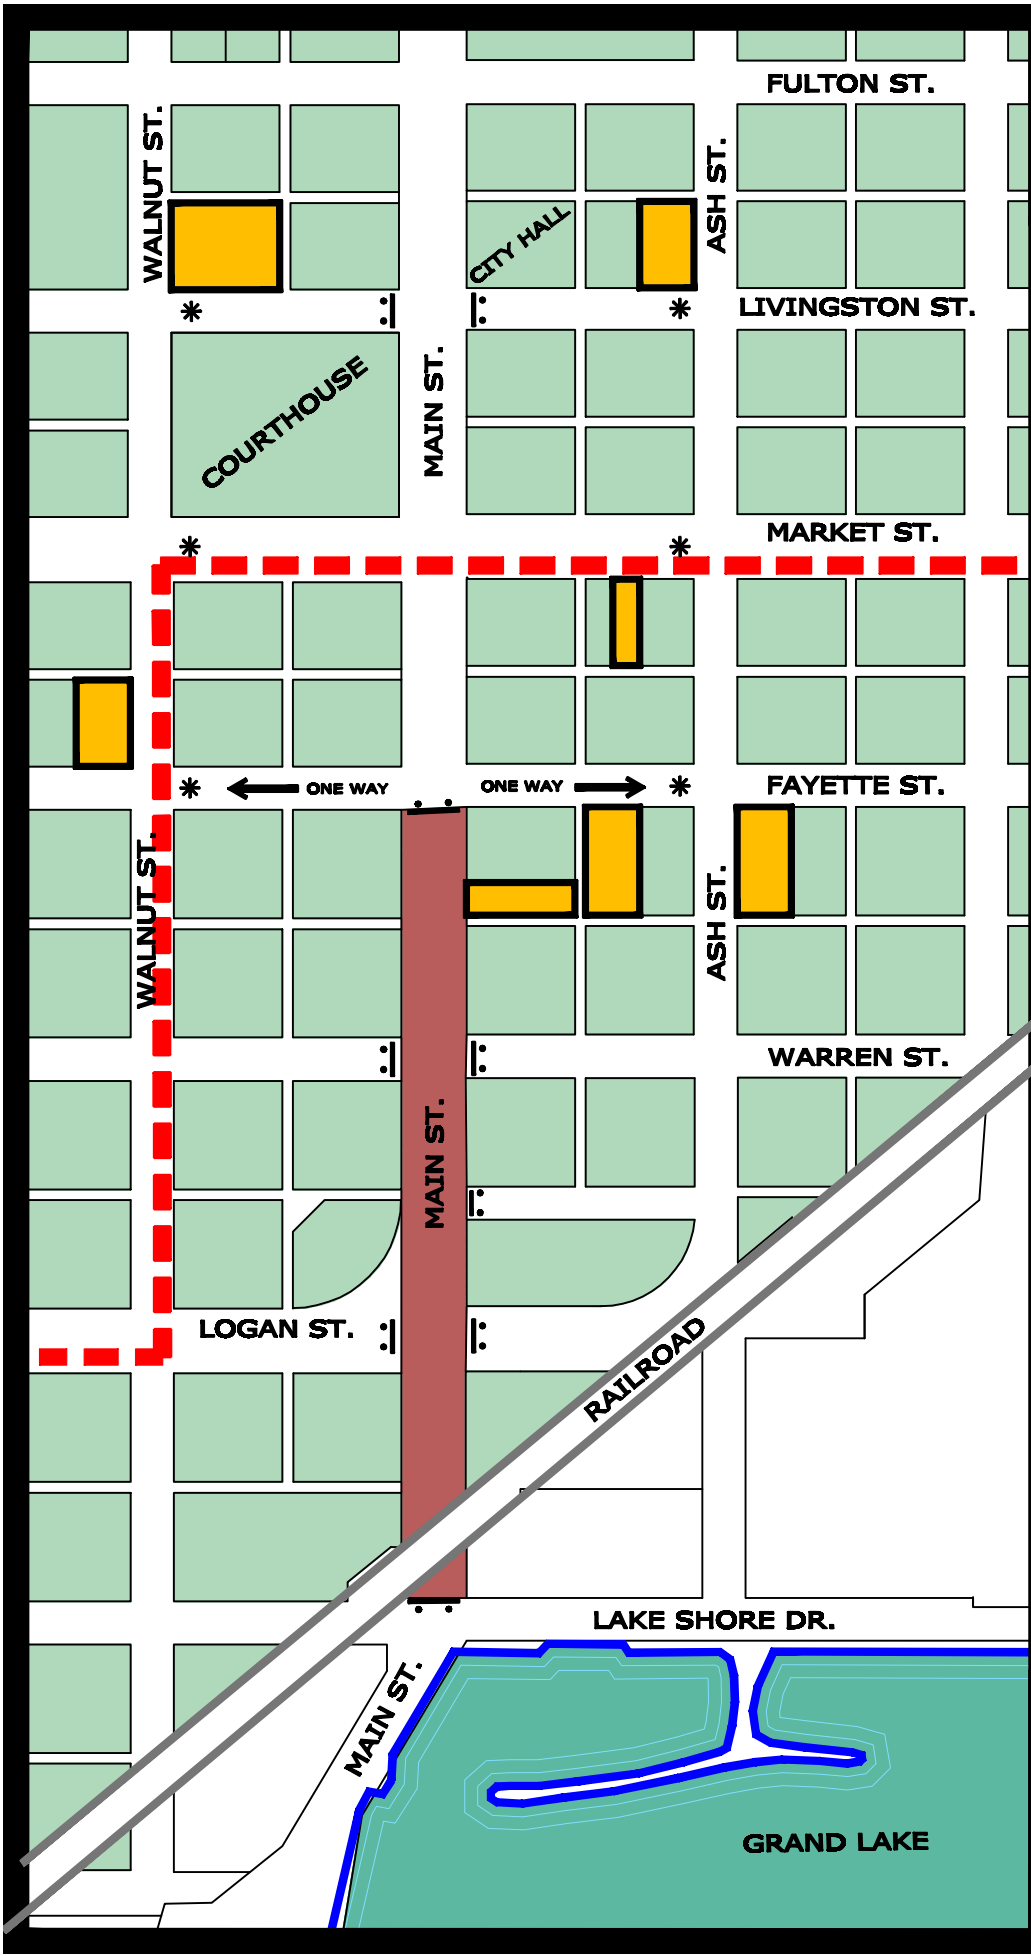 FULTON ST.
WALNUT ST.
ASH ST.
CITY HALL
LIVINGSTON ST.
MAIN ST.
COURTHOUSE
MARKET ST.
FAYETTE ST.
ONE WAY
ONE WAY
WALNUT ST.
ASH ST.
WARREN ST.
MAIN ST.
LOGAN ST.
RAILROAD
LAKE SHORE DR.
MAIN ST.
GRAND LAKE